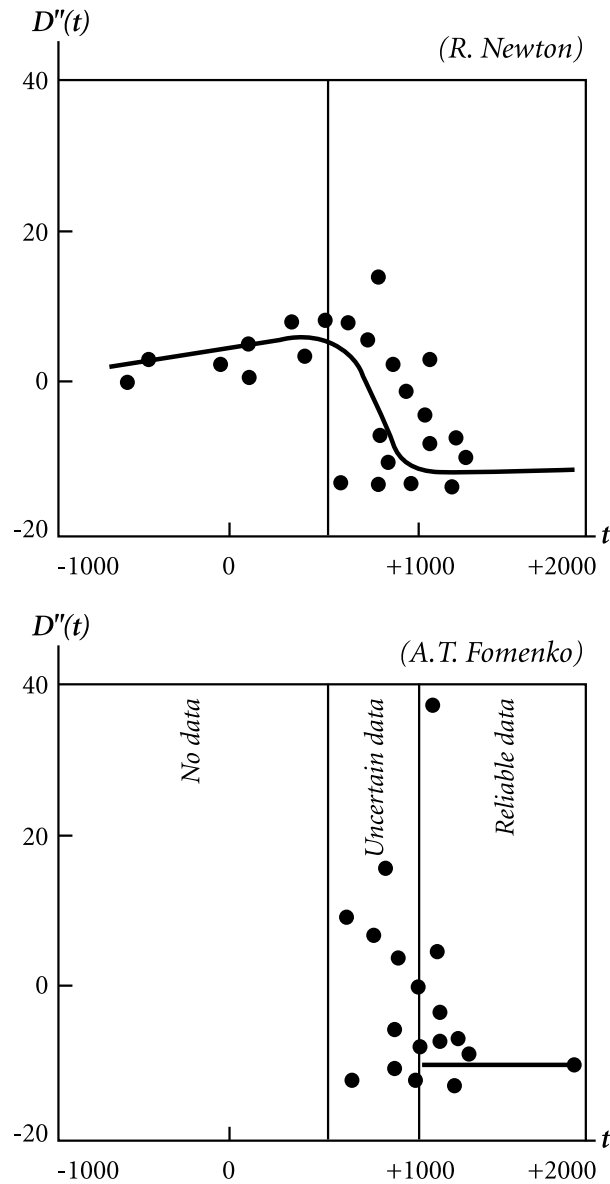 D"(t)
(R. Newton)
40
20
0
-20
t
-1000 0 +1000 +2000
D"(t)
(A.T. Fomenko)
40
No data
Uncertain data
Reliable data
20
0
-20
t
-1000 0 +1000 +2000